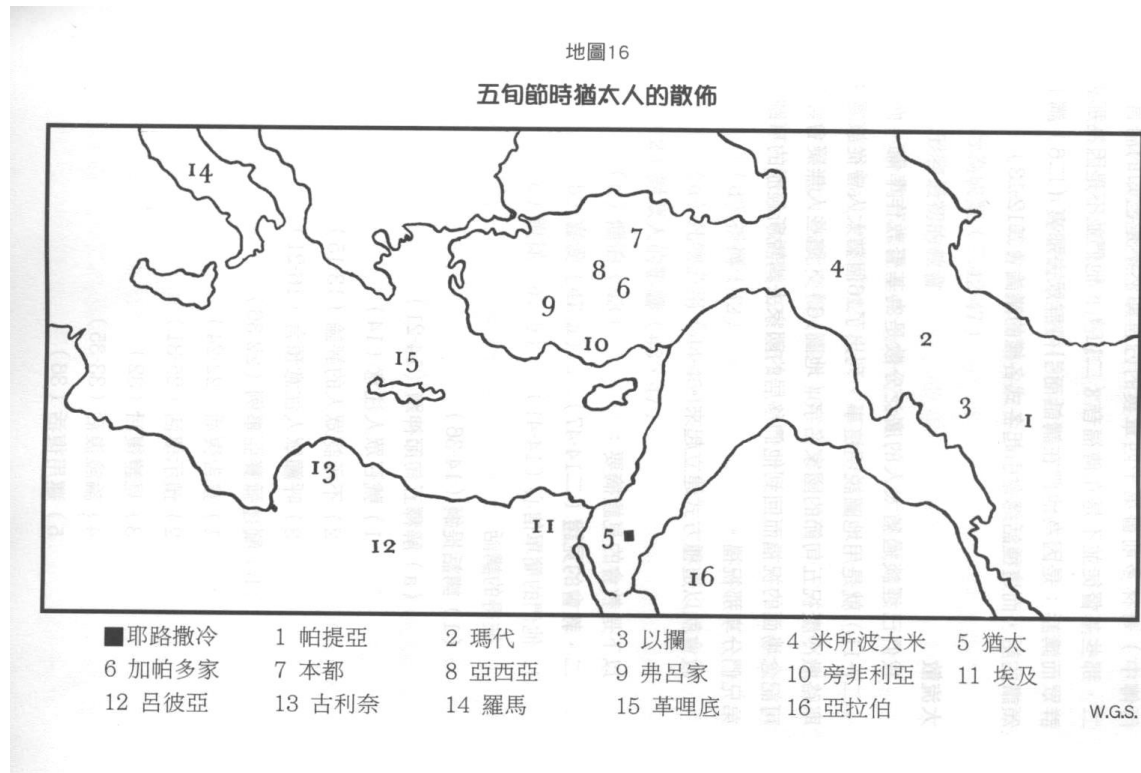 地圖16
五旬節時猶太人的散佈
14
7
8
6
4
9
2
10
15
3
1
13
11
5
12
16
■耶路撒冷 1 帕提亞 2 瑪代 3 以攔 4 米所波大米 5 猶太
6 加帕多家 7 本都 8 亞西亞 9 弗呂家 10 旁非利亞 11 埃及
12 呂彼亞 13 古利奈 14 羅馬 15 革哩底 16 亞拉伯
W.G.S.